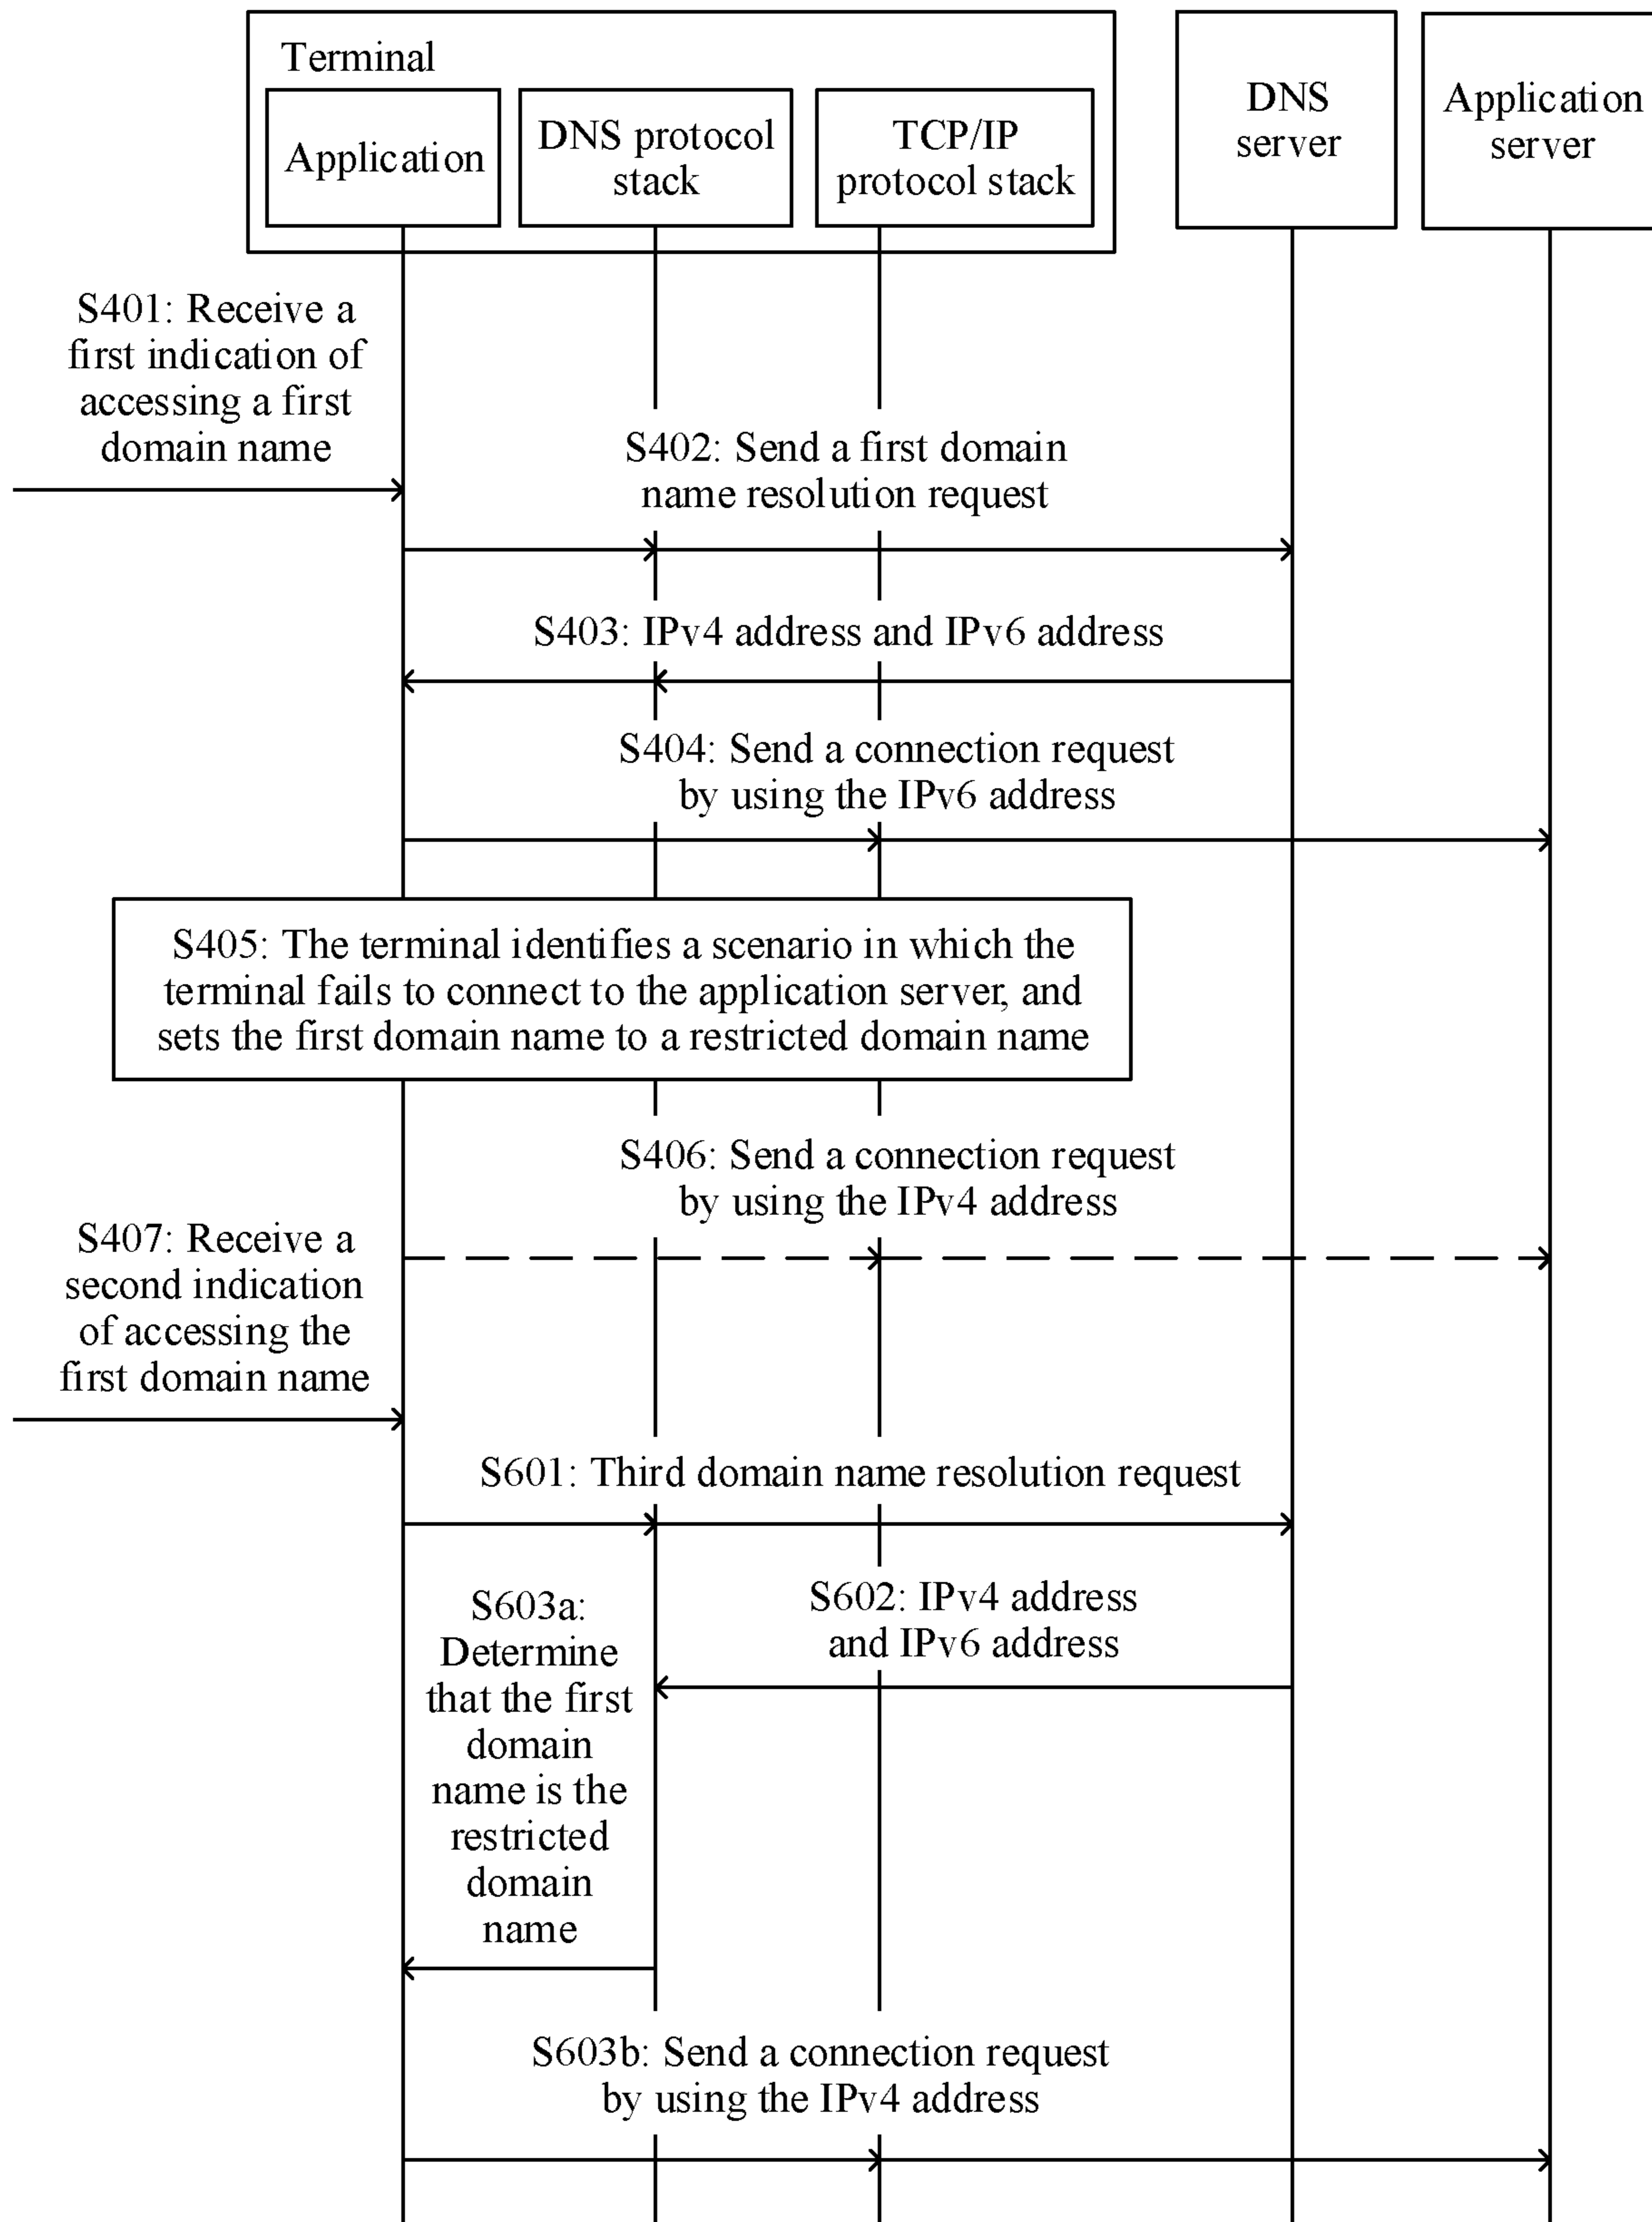 Terminal
Application
DNS protocol
stack
TCP/IP
protocol stack
DNS
server
Application
server
S401: Receive a
first indication of
accessing a first
domain name
S402: Send a first domain
name resolution request
S403: IPv4 address and IPv6 address
S404: Send a connection request
by using the IPv6 address
S405: The terminal identifies a scenario in which the
terminal fails to connect to the application server, and
sets the first domain name to a restricted domain name
S406: Send a connection request
by using the IPv4 address
S407: Receive a
second indication
of accessing the
first domain name
S601: Third domain name resolution request
S602: IPv4 address
and IPv6 address
S603a:
Determine
that the first
domain
name is the
restricted
domain
name
S603b: Send a connection request
by using the IPv4 address